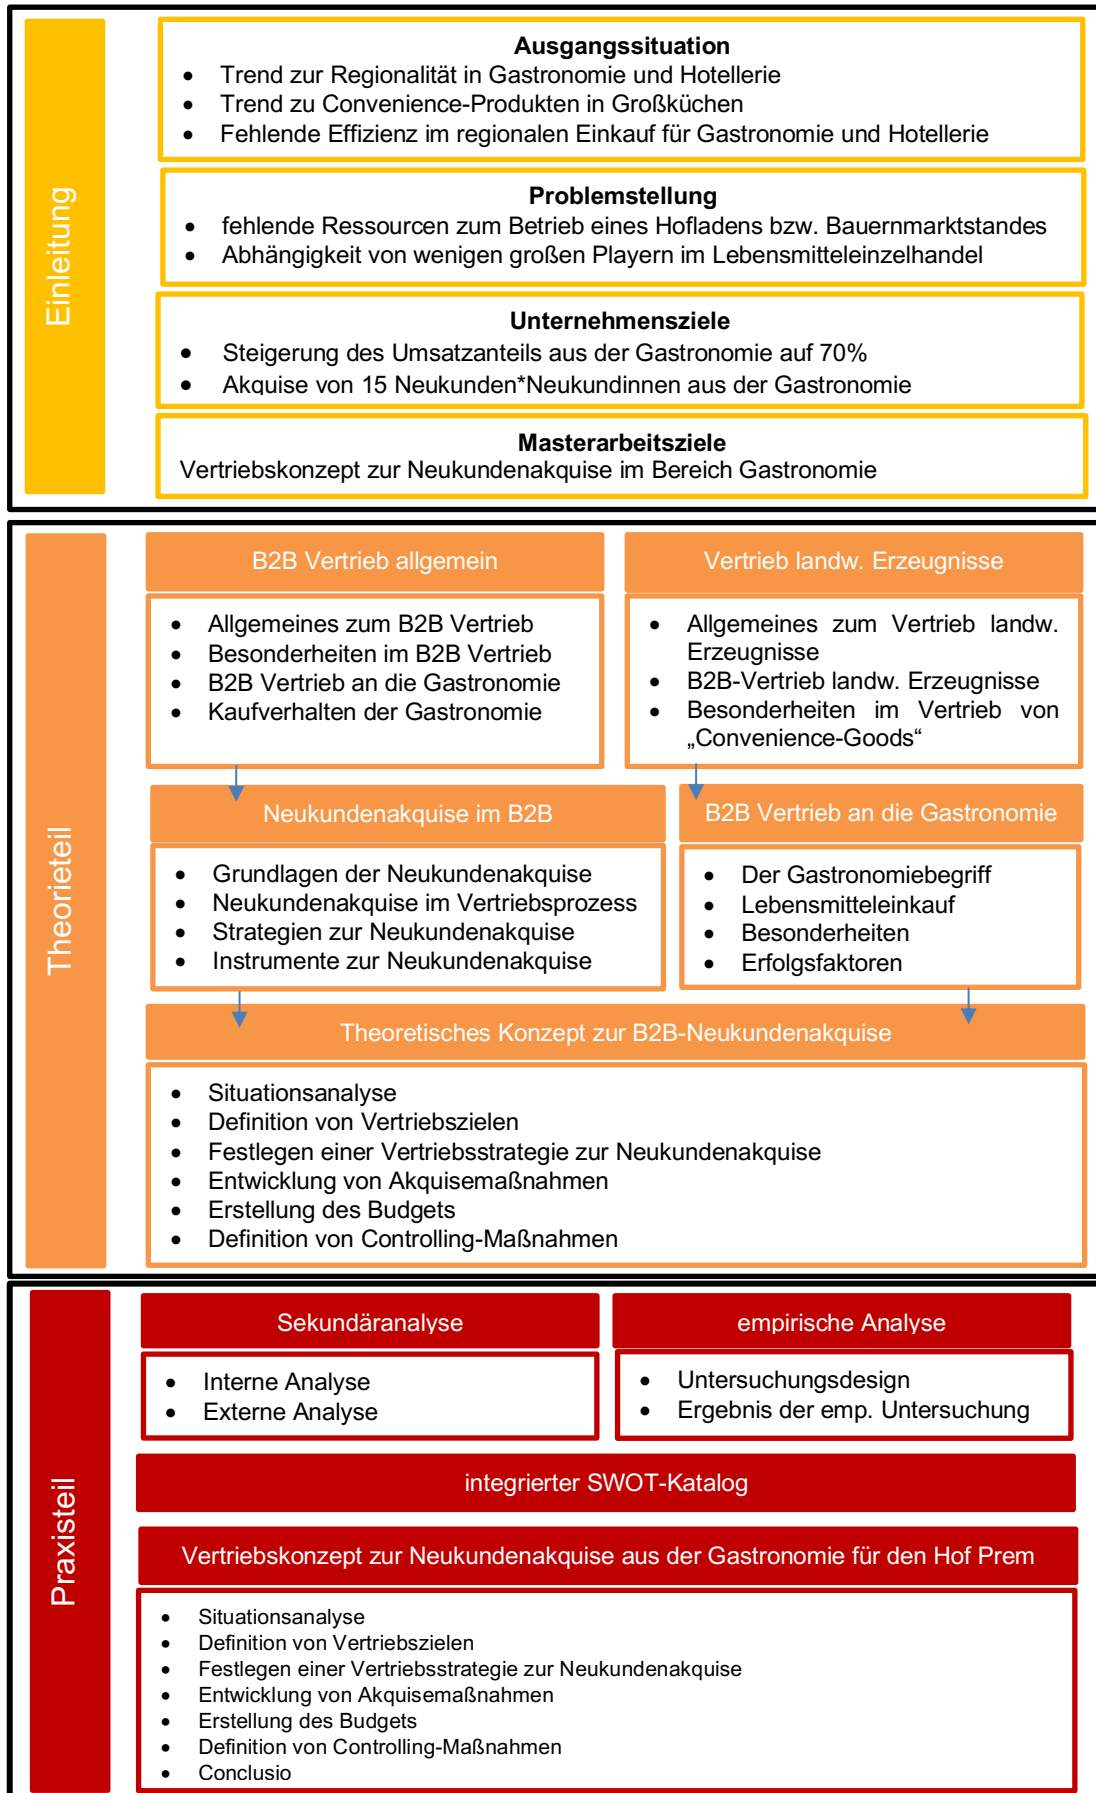 Einleitung
Ausgangssituation
• Trend zur Regionalität in Gastronomie und Hotellerie
• Trend zu Convenience-Produkten in Großküchen
• Fehlende Effizienz im regionalen Einkauf für Gastronomie und Hotellerie
Problemstellung
• fehlende Ressourcen zum Betrieb eines Hofladens bzw. Bauernmarktstandes
• Abhängigkeit von wenigen großen Playern im Lebensmitteleinzelhandel
Unternehmensziele
• Steigerung des Umsatzanteils aus der Gastronomie auf 70%
• Akquise von 15 Neukunden*Neukundinnen aus der Gastronomie
Masterarbeitsziele
Vertriebskonzept zur Neukundenakquise im Bereich Gastronomie
Theorieteil
B2B Vertrieb allgemein
• Allgemeines zum B2B Vertrieb
• Besonderheiten im B2B Vertrieb
• B2B Vertrieb an die Gastronomie
• Kaufverhalten der Gastronomie
Vertrieb landw. Erzeugnisse
• Allgemeines zum Vertrieb landw.
Erzeugnisse
• B2B-Vertrieb landw. Erzeugnisse
• Besonderheiten im Vertrieb von
„Convenience-Goods“
Neukundenakquise im B2B
• Grundlagen der Neukundenakquise
• Neukundenakquise im Vertriebsprozess
• Strategien zur Neukundenakquise
• Instrumente zur Neukundenakquise
B2B Vertrieb an die Gastronomie
• Der Gastronomiebegriff
• Lebensmitteleinkauf
• Besonderheiten
• Erfolgsfaktoren
Theoretisches Konzept zur B2B-Neukundenakquise
• Situationsanalyse
• Definition von Vertriebszielen
• Festlegen einer Vertriebsstrategie zur Neukundenakquise
• Entwicklung von Akquisemaßnahmen
• Erstellung des Budgets
• Definition von Controlling-Maßnahmen
Praxisteil
Sekundäranalyse
• Interne Analyse
• Externe Analyse
empirische Analyse
• Untersuchungsdesign
• Ergebnis der emp. Untersuchung
integrierter SWOT-Katalog
Vertriebskonzept zur Neukundenakquise aus der Gastronomie für den Hof Prem
• Situationsanalyse
• Definition von Vertriebszielen
• Festlegen einer Vertriebsstrategie zur Neukundenakquise
• Entwicklung von Akquisemaßnahmen
• Erstellung des Budgets
• Definition von Controlling-Maßnahmen
• Conclusio